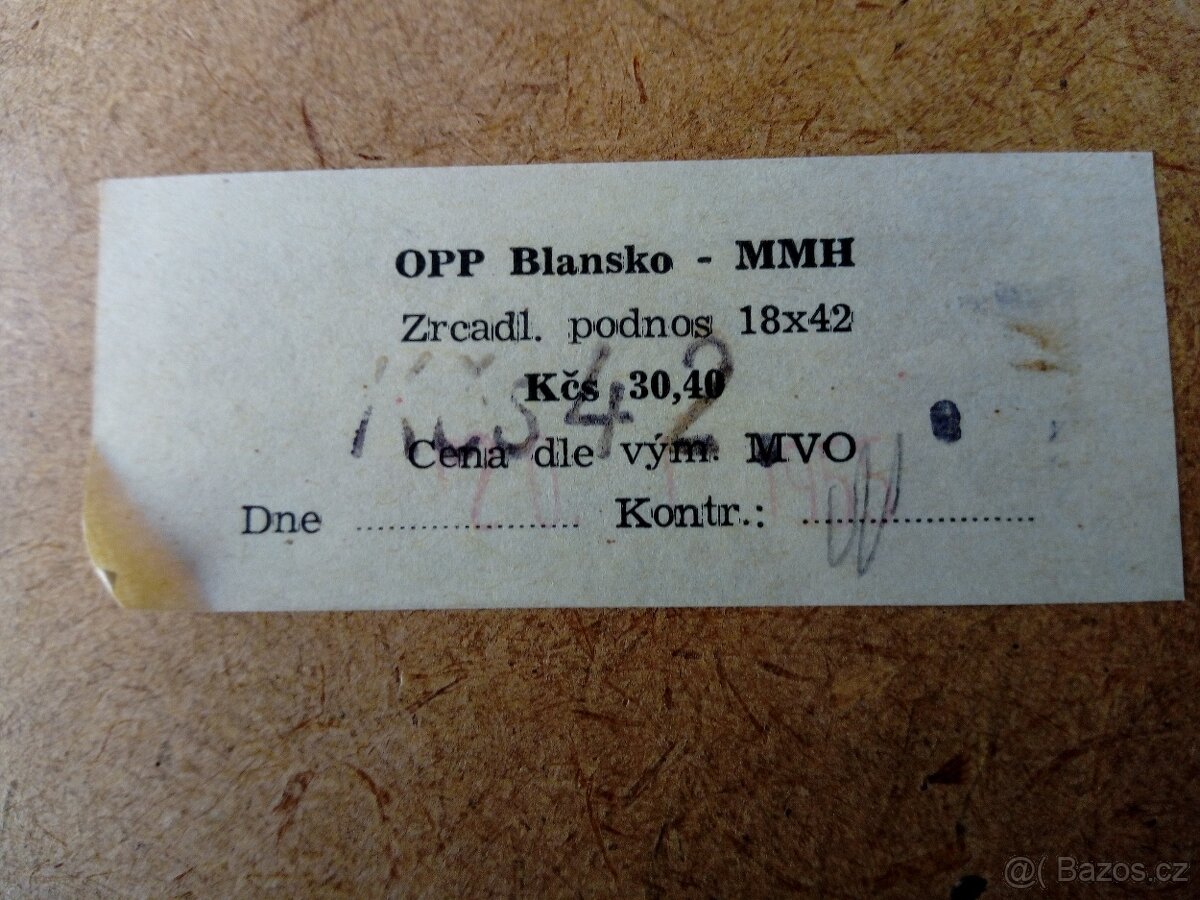 OPP Blansko - MMH
Zrcadl. podnos 18x42
Kčs 30,40
Kčs 42
Cena dle vým. MVO
Dne .................... Kontr.: ....................
@( Bazos.cz